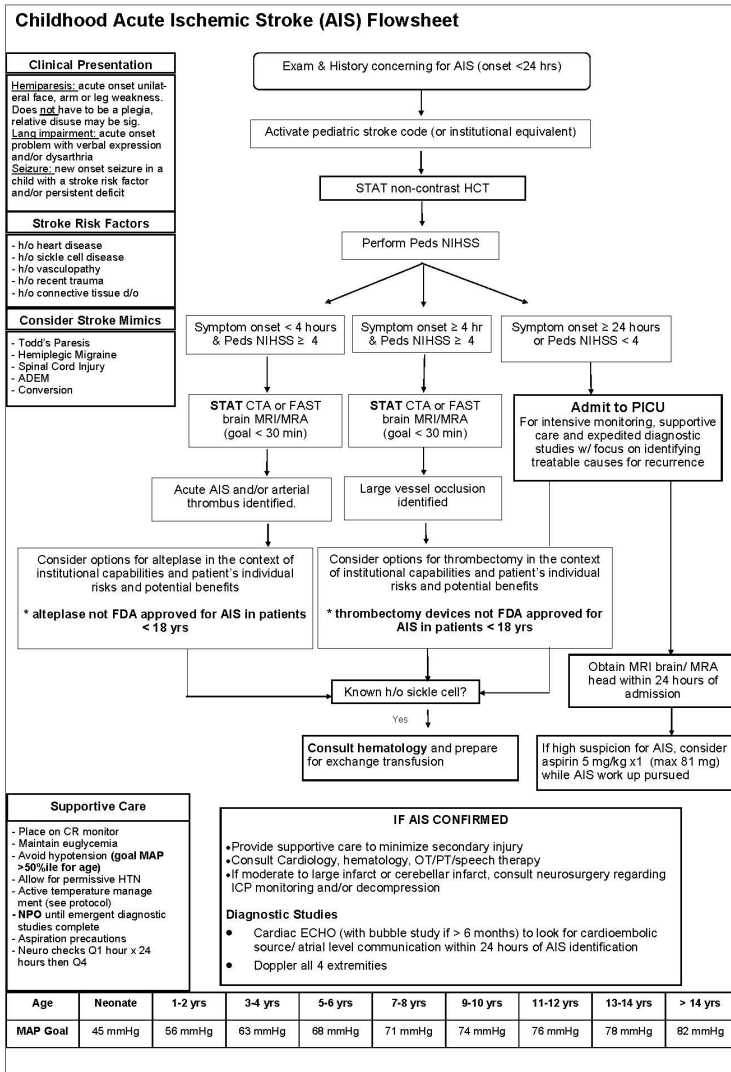 Childhood Acute Ischemic Stroke (AIS) Flowsheet
Clinical Presentation
Hemiparesis: acute onset unilat-
eral face, arm or leg weakness.
Does not have to be a plegia,
relative disuse may be sig.
Lang impairment: acute onset
problem with verbal expression
and/or dysarthria
Seizure: new onset seizure in a
child with a stroke risk factor
and/or persistent deficit
Stroke Risk Factors
- h/o heart disease
- h/o sickle cell disease
- h/o vasculopathy
- h/o recent trauma
- h/o connective tissue d/o
Consider Stroke Mimics
- Todd's Paresis
- Hemiplegic Migraine
- Spinal Cord Injury
- ADEM
- Conversion
Exam & History concerning for AIS (onset <24 hrs)
Activate pediatric stroke code (or institutional equivalent)
STAT non-contrast HCT
Perform Peds NIHSS
Symptom onset < 4 hours
& Peds NIHSS ≥ 4
Symptom onset ≥ 4 hr
& Peds NIHSS ≥ 4
Symptom onset ≥ 24 hours
or Peds NIHSS < 4
STAT CTA or FAST
brain MRI/MRA
(goal < 30 min)
STAT CTA or FAST
brain MRI/MRA
(goal < 30 min)
Admit to PICU
For intensive monitoring, supportive
care and expedited diagnostic
studies w/ focus on identifying
treatable causes for recurrence
Acute AIS and/or arterial
thrombus identified.
Large vessel occlusion
identified
Consider options for alteplase in the context of
institutional capabilities and patient's individual
risks and potential benefits
* alteplase not FDA approved for AIS in patients
< 18 yrs
Consider options for thrombectomy in the context
of institutional capabilities and patient's individual
risks and potential benefits
* thrombectomy devices not FDA approved for
AIS in patients < 18 yrs
Known h/o sickle cell?
Yes
Consult hematology and prepare
for exchange transfusion
Obtain MRI brain/ MRA
head within 24 hours of
admission
If high suspicion for AIS, consider
aspirin 5 mg/kg x1 (max 81 mg)
while AIS work up pursued
Supportive Care
- Place on CR monitor
- Maintain euglycemia
- Avoid hypotension (goal MAP
>50%ile for age)
- Allow for permissive HTN
- Active temperature manage
ment (see protocol)
- NPO until emergent diagnostic
studies complete
- Aspiration precautions
- Neuro checks Q1 hour x 24
hours then Q4
IF AIS CONFIRMED
•Provide supportive care to minimize secondary injury
•Consult Cardiology, hematology, OT/PT/speech therapy
•If moderate to large infarct or cerebellar infarct, consult neurosurgery regarding
ICP monitoring and/or decompression
Diagnostic Studies
• Cardiac ECHO (with bubble study if > 6 months) to look for cardioembolic
source/ atrial level communication within 24 hours of AIS identification
• Doppler all 4 extremities
Age Neonate 1-2 yrs 3-4 yrs 5-6 yrs 7-8 yrs 9-10 yrs 11-12 yrs 13-14 yrs > 14 yrs
MAP Goal 45 mmHg 56 mmHg 63 mmHg 68 mmHg 71 mmHg 74 mmHg 76 mmHg 78 mmHg 82 mmHg